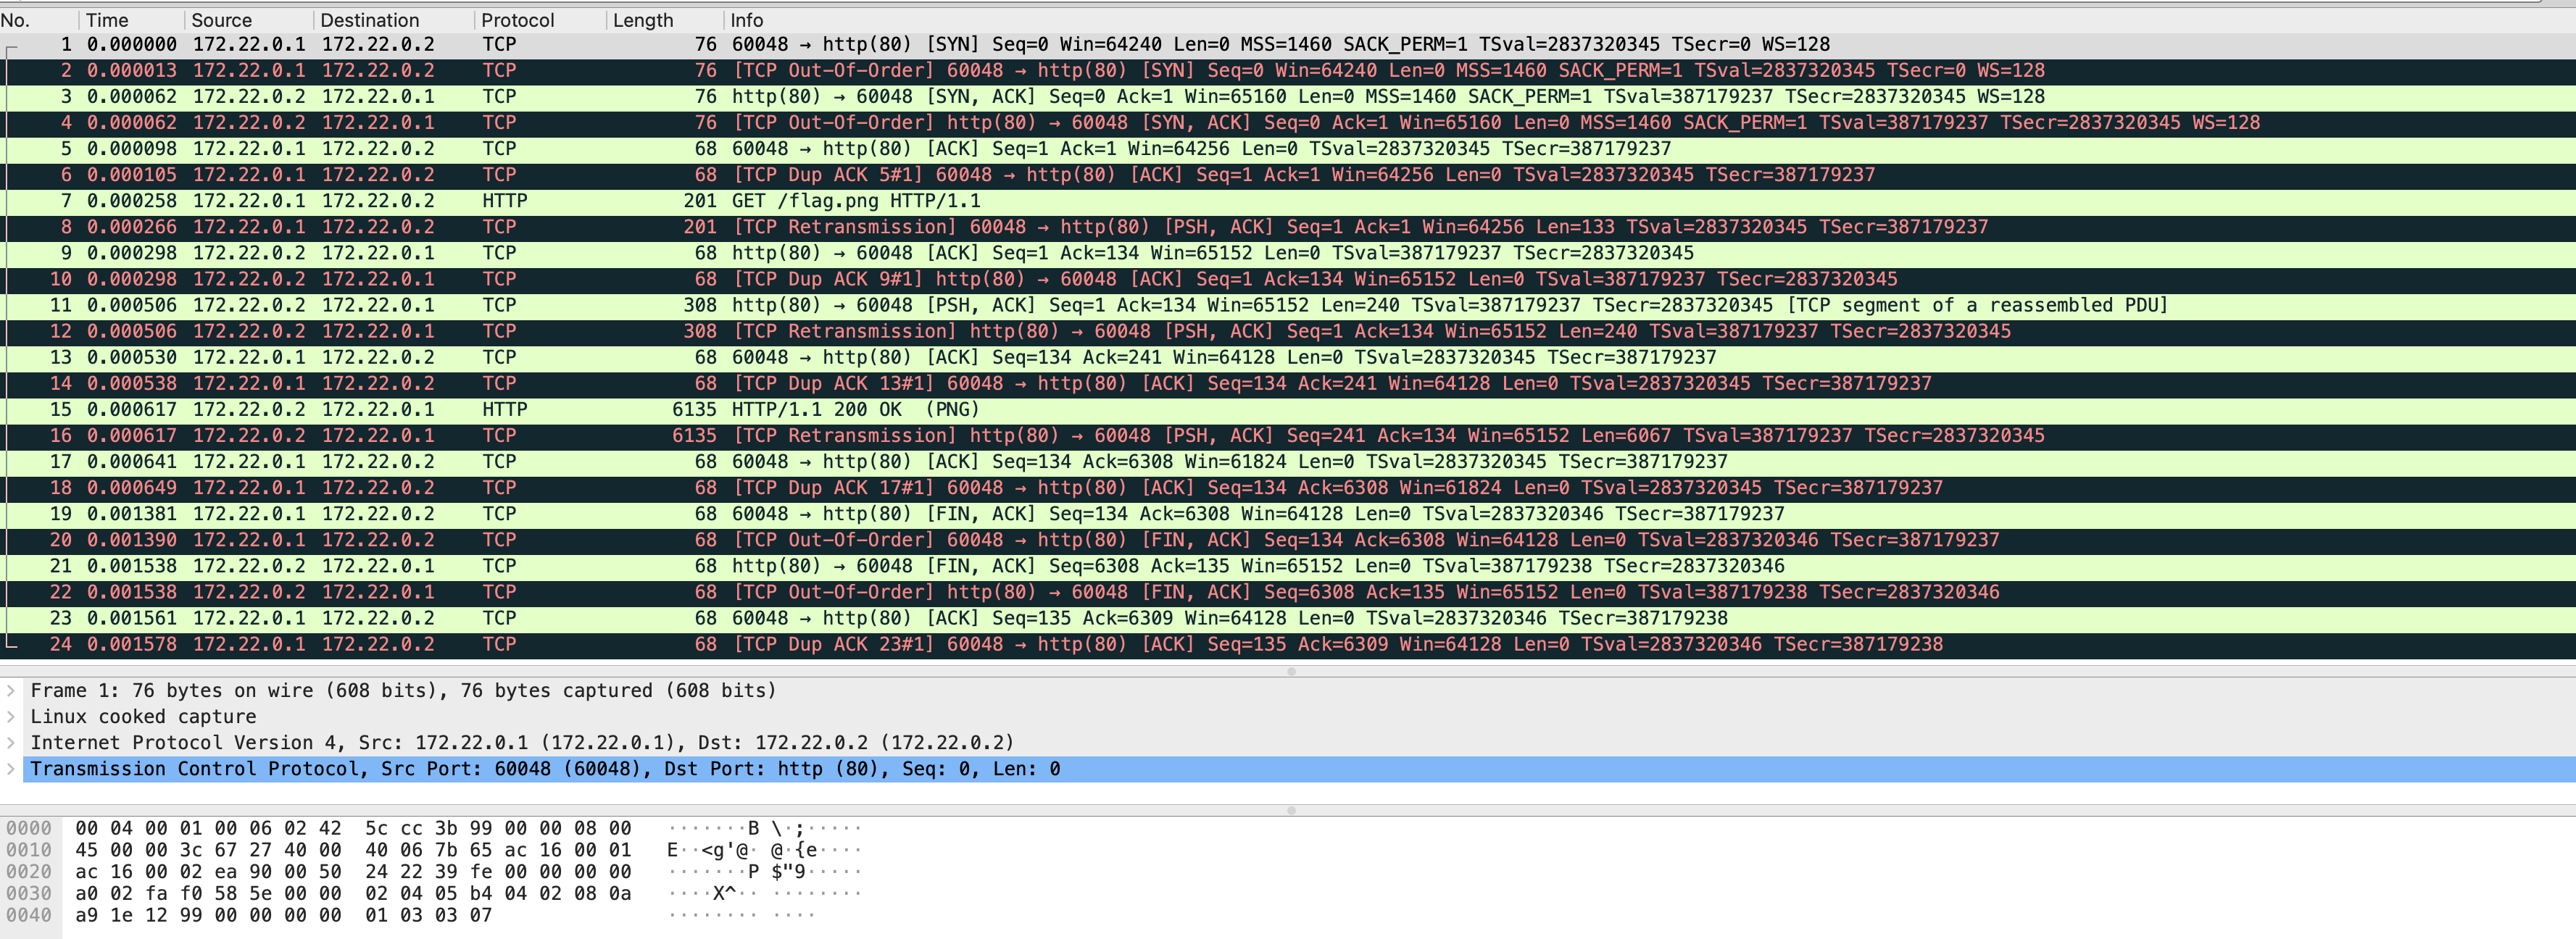 No. Time Source Destination Protocol Length Info
1 0.000000 172.22.0.1 172.22.0.2 TCP 76 60048 → http(80) [SYN] Seq=0 Win=64240 Len=0 MSS=1460 SACK_PERM=1 TSval=2837320345 TSecr=0 WS=128
2 0.000013 172.22.0.1 172.22.0.2 TCP 76 [TCP Out-Of-Order] 60048 → http(80) [SYN] Seq=0 Win=64240 Len=0 MSS=1460 SACK_PERM=1 TSval=2837320345 TSecr=0 WS=128
3 0.000062 172.22.0.2 172.22.0.1 TCP 76 http(80) → 60048 [SYN, ACK] Seq=0 Ack=1 Win=65160 Len=0 MSS=1460 SACK_PERM=1 TSval=387179237 TSecr=2837320345 WS=128
4 0.000062 172.22.0.2 172.22.0.1 TCP 76 [TCP Out-Of-Order] http(80) → 60048 [SYN, ACK] Seq=0 Ack=1 Win=65160 Len=0 MSS=1460 SACK_PERM=1 TSval=387179237 TSecr=2837320345 WS=128
5 0.000098 172.22.0.1 172.22.0.2 TCP 68 60048 → http(80) [ACK] Seq=1 Ack=1 Win=64256 Len=0 TSval=2837320345 TSecr=387179237
6 0.000105 172.22.0.1 172.22.0.2 TCP 68 [TCP Dup ACK 5#1] 60048 → http(80) [ACK] Seq=1 Ack=1 Win=64256 Len=0 TSval=2837320345 TSecr=387179237
7 0.000258 172.22.0.1 172.22.0.2 HTTP 201 GET /flag.png HTTP/1.1
8 0.000266 172.22.0.1 172.22.0.2 TCP 201 [TCP Retransmission] 60048 → http(80) [PSH, ACK] Seq=1 Ack=1 Win=64256 Len=133 TSval=2837320345 TSecr=387179237
9 0.000298 172.22.0.2 172.22.0.1 TCP 68 http(80) → 60048 [ACK] Seq=1 Ack=134 Win=65152 Len=0 TSval=387179237 TSecr=2837320345
10 0.000298 172.22.0.2 172.22.0.1 TCP 68 [TCP Dup ACK 9#1] http(80) → 60048 [ACK] Seq=1 Ack=134 Win=65152 Len=0 TSval=387179237 TSecr=2837320345
11 0.000506 172.22.0.2 172.22.0.1 TCP 308 http(80) → 60048 [PSH, ACK] Seq=1 Ack=134 Win=65152 Len=240 TSval=387179237 TSecr=2837320345 [TCP segment of a reassembled PDU]
12 0.000506 172.22.0.2 172.22.0.1 TCP 308 [TCP Retransmission] http(80) → 60048 [PSH, ACK] Seq=1 Ack=134 Win=65152 Len=240 TSval=387179237 TSecr=2837320345
13 0.000530 172.22.0.1 172.22.0.2 TCP 68 60048 → http(80) [ACK] Seq=134 Ack=241 Win=64128 Len=0 TSval=2837320345 TSecr=387179237
14 0.000538 172.22.0.1 172.22.0.2 TCP 68 [TCP Dup ACK 13#1] 60048 → http(80) [ACK] Seq=134 Ack=241 Win=64128 Len=0 TSval=2837320345 TSecr=387179237
15 0.000617 172.22.0.2 172.22.0.1 HTTP 6135 HTTP/1.1 200 OK (PNG)
16 0.000617 172.22.0.2 172.22.0.1 TCP 6135 [TCP Retransmission] http(80) → 60048 [PSH, ACK] Seq=241 Ack=134 Win=65152 Len=6067 TSval=387179237 TSecr=2837320345
17 0.000641 172.22.0.1 172.22.0.2 TCP 68 60048 → http(80) [ACK] Seq=134 Ack=6308 Win=61824 Len=0 TSval=2837320345 TSecr=387179237
18 0.000649 172.22.0.1 172.22.0.2 TCP 68 [TCP Dup ACK 17#1] 60048 → http(80) [ACK] Seq=134 Ack=6308 Win=61824 Len=0 TSval=2837320345 TSecr=387179237
19 0.001381 172.22.0.1 172.22.0.2 TCP 68 60048 → http(80) [FIN, ACK] Seq=134 Ack=6308 Win=64128 Len=0 TSval=2837320346 TSecr=387179237
20 0.001390 172.22.0.1 172.22.0.2 TCP 68 [TCP Out-Of-Order] 60048 → http(80) [FIN, ACK] Seq=134 Ack=6308 Win=64128 Len=0 TSval=2837320346 TSecr=387179237
21 0.001538 172.22.0.2 172.22.0.1 TCP 68 http(80) → 60048 [FIN, ACK] Seq=6308 Ack=135 Win=65152 Len=0 TSval=387179238 TSecr=2837320346
22 0.001538 172.22.0.2 172.22.0.1 TCP 68 [TCP Out-Of-Order] http(80) → 60048 [FIN, ACK] Seq=6308 Ack=135 Win=65152 Len=0 TSval=387179238 TSecr=2837320346
23 0.001561 172.22.0.1 172.22.0.2 TCP 68 60048 → http(80) [ACK] Seq=135 Ack=6309 Win=64128 Len=0 TSval=2837320346 TSecr=387179238
24 0.001578 172.22.0.1 172.22.0.2 TCP 68 [TCP Dup ACK 23#1] 60048 → http(80) [ACK] Seq=135 Ack=6309 Win=64128 Len=0 TSval=2837320346 TSecr=387179238
Frame 1: 76 bytes on wire (608 bits), 76 bytes captured (608 bits)
Linux cooked capture
Internet Protocol Version 4, Src: 172.22.0.1 (172.22.0.1), Dst: 172.22.0.2 (172.22.0.2)
Transmission Control Protocol, Src Port: 60048 (60048), Dst Port: http (80), Seq: 0, Len: 0
0000 00 04 00 01 00 06 02 42 5c cc 3b 99 00 00 08 00 ·······B \·;·····
0010 45 00 00 3c 67 27 40 00 40 06 7b 65 ac 16 00 01 E··<g'@· @·{e····
0020 ac 16 00 02 ea 90 00 50 24 22 39 fe 00 00 00 00 ·······P $"9·····
0030 a0 02 fa f0 58 5e 00 00 02 04 05 b4 04 02 08 0a ····X^·· ········
0040 a9 1e 12 99 00 00 00 00 01 03 03 07 ········ ····